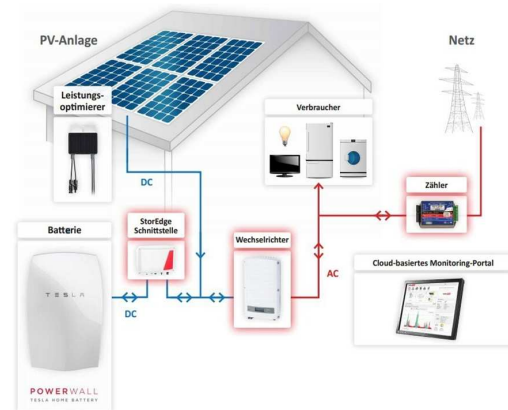 PV-Anlage
Netz
Leistungs-
optimierer
Verbraucher
DC
Zähler
Batterie
StorEdge
Schnittstelle
Wechselrichter
AC
Cloud-basiertes Monitoring-Portal
TESLA
DC
POWERWALL
TESLA HOME BATTERY